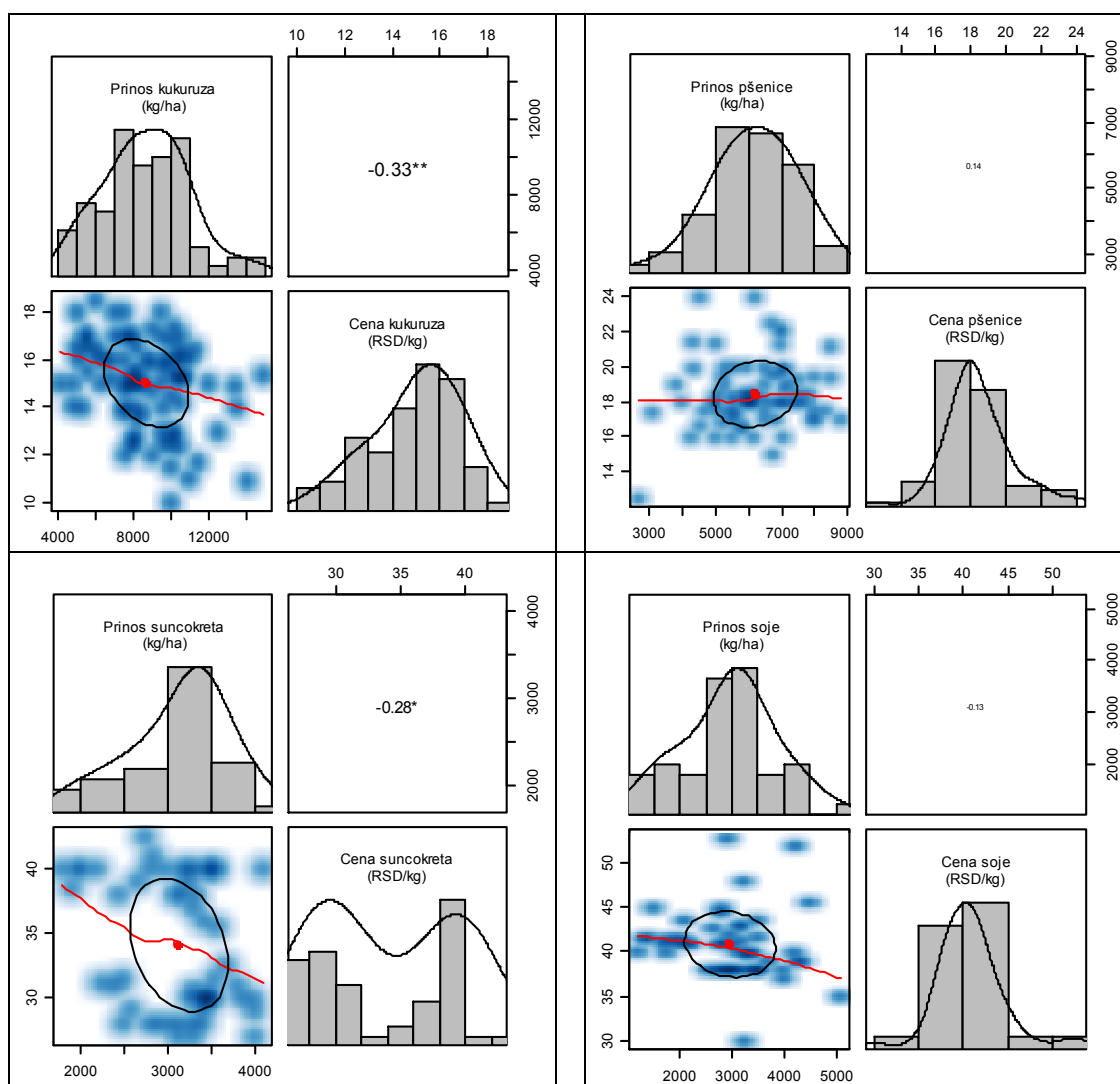 10 12 14 16 18
Prinos kukuruza
(kg/ha)
-0.33**
4000 8000 12000
10 12 14 16 18
Cena kukuruza
(RSD/kg)
4000 8000 12000
14 16 18 20 22 24
Prinos pšenice
(kg/ha)
0.14
3000 5000 7000 9000
14 16 18 20 22 24
Cena pšenice
(RSD/kg)
3000 5000 7000 9000
30 35 40
Prinos suncokreta
(kg/ha)
-0.28*
2000 3000 4000
30 35 40
Cena suncokreta
(RSD/kg)
2000 3000 4000
30 35 40 45 50
Prinos soje
(kg/ha)
-0.13
2000 3000 4000 5000
30 35 40 45 50
Cena soje
(RSD/kg)
2000 3000 4000 5000